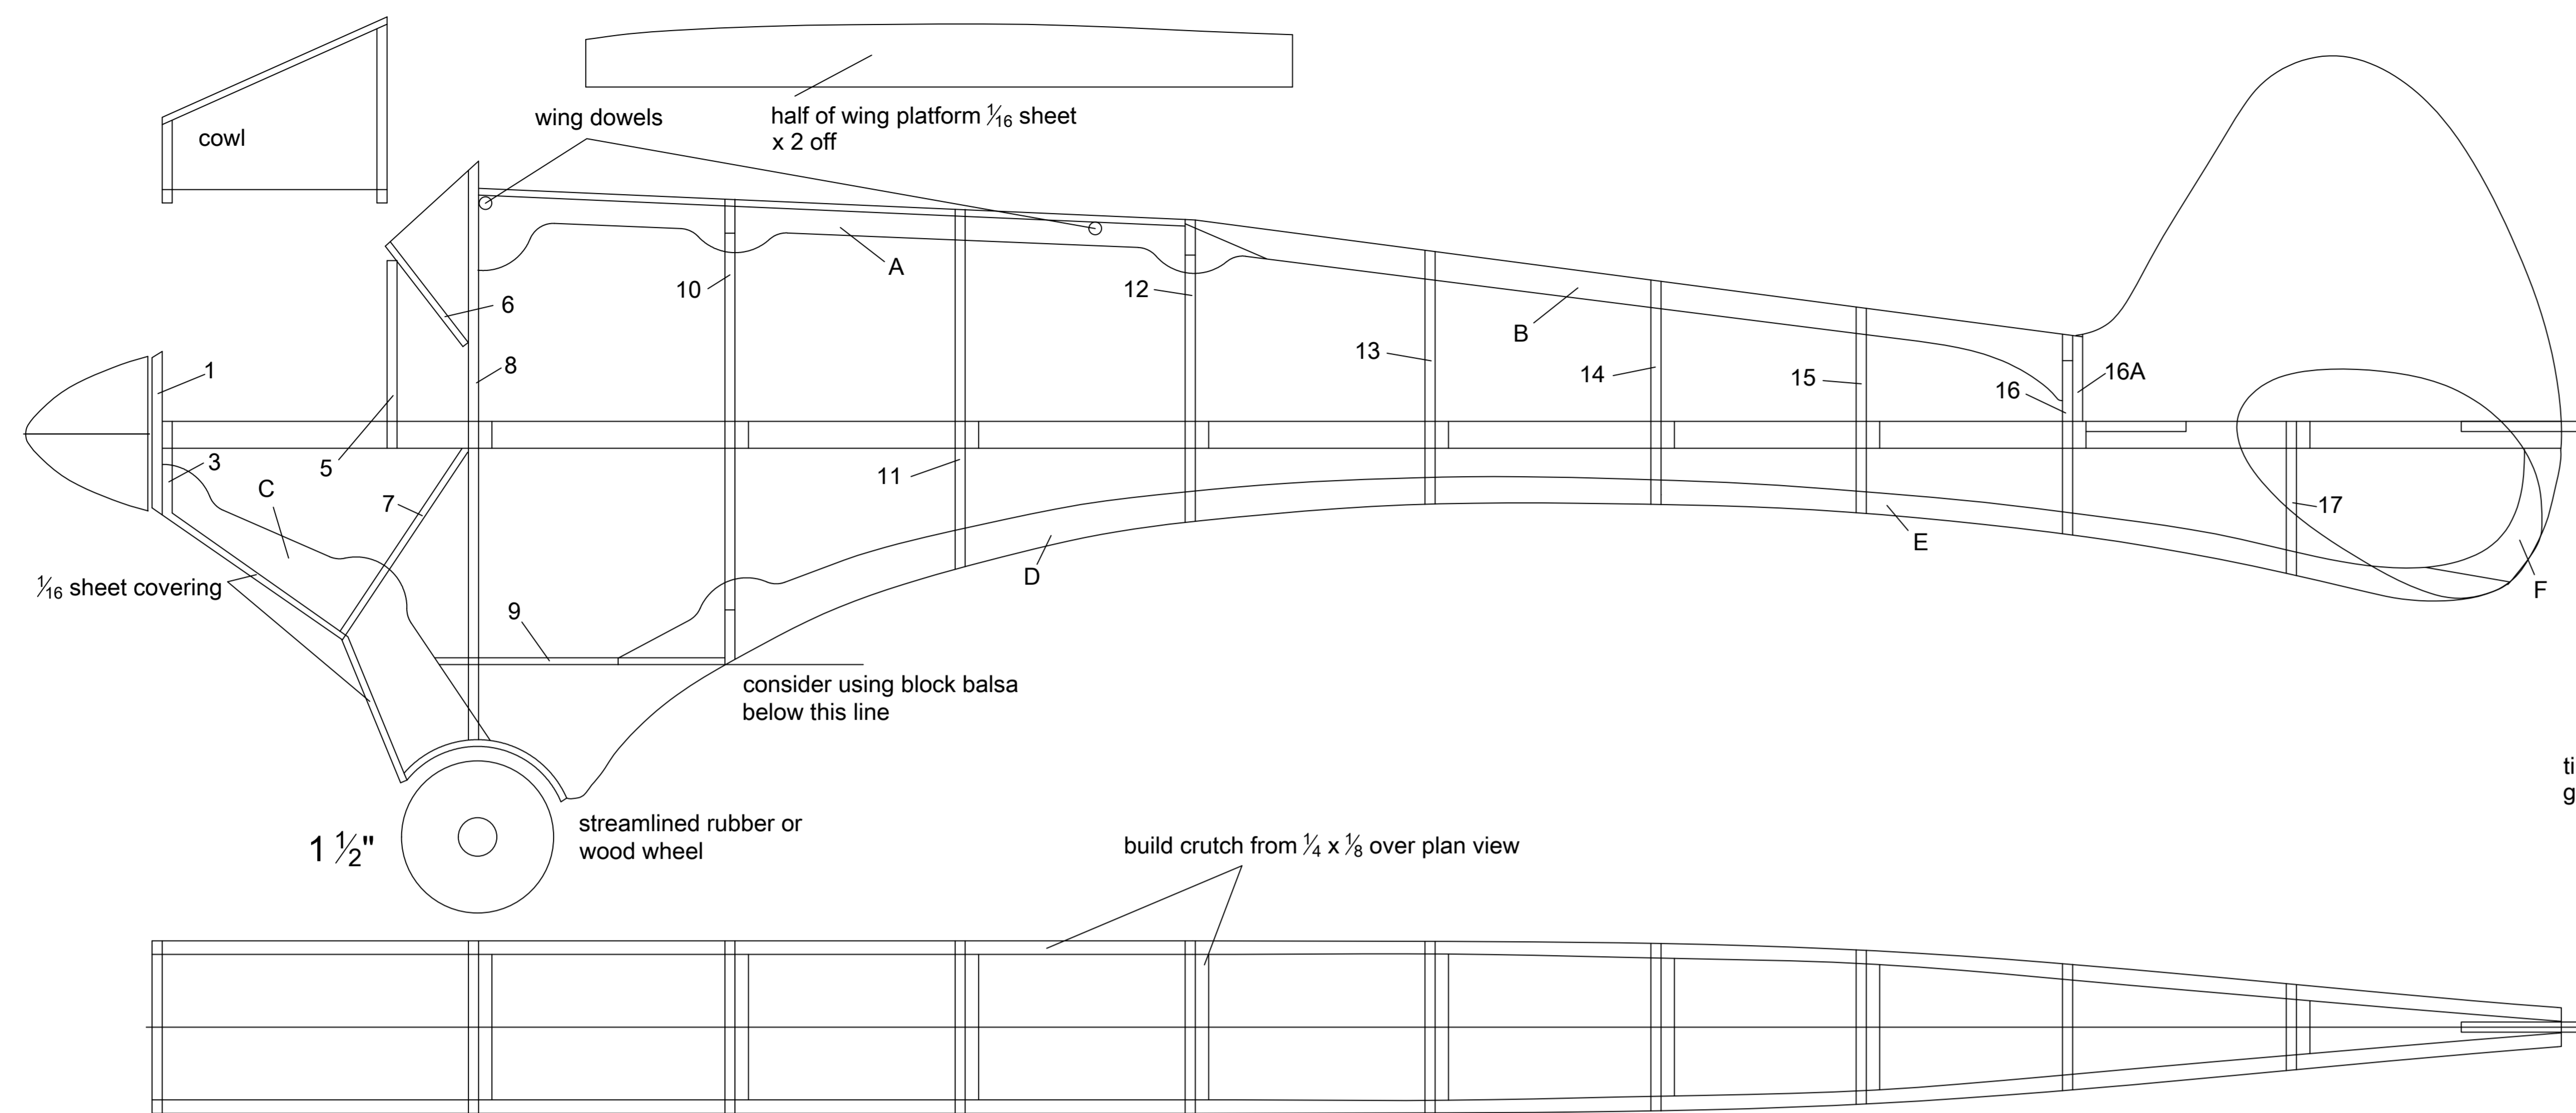 cowl
wing dowels
half of wing platform 1⁄16 sheet
x 2 off
A
10
12
6
B
13
1
8
14
15
16A
16
3
5
C
7
11
17
D
E
F
1⁄16 sheet covering
9
consider using block balsa
below this line
ti
g
streamlined rubber or
wood wheel
1 1⁄2"
build crutch from 1⁄4 x 1⁄8 over plan view